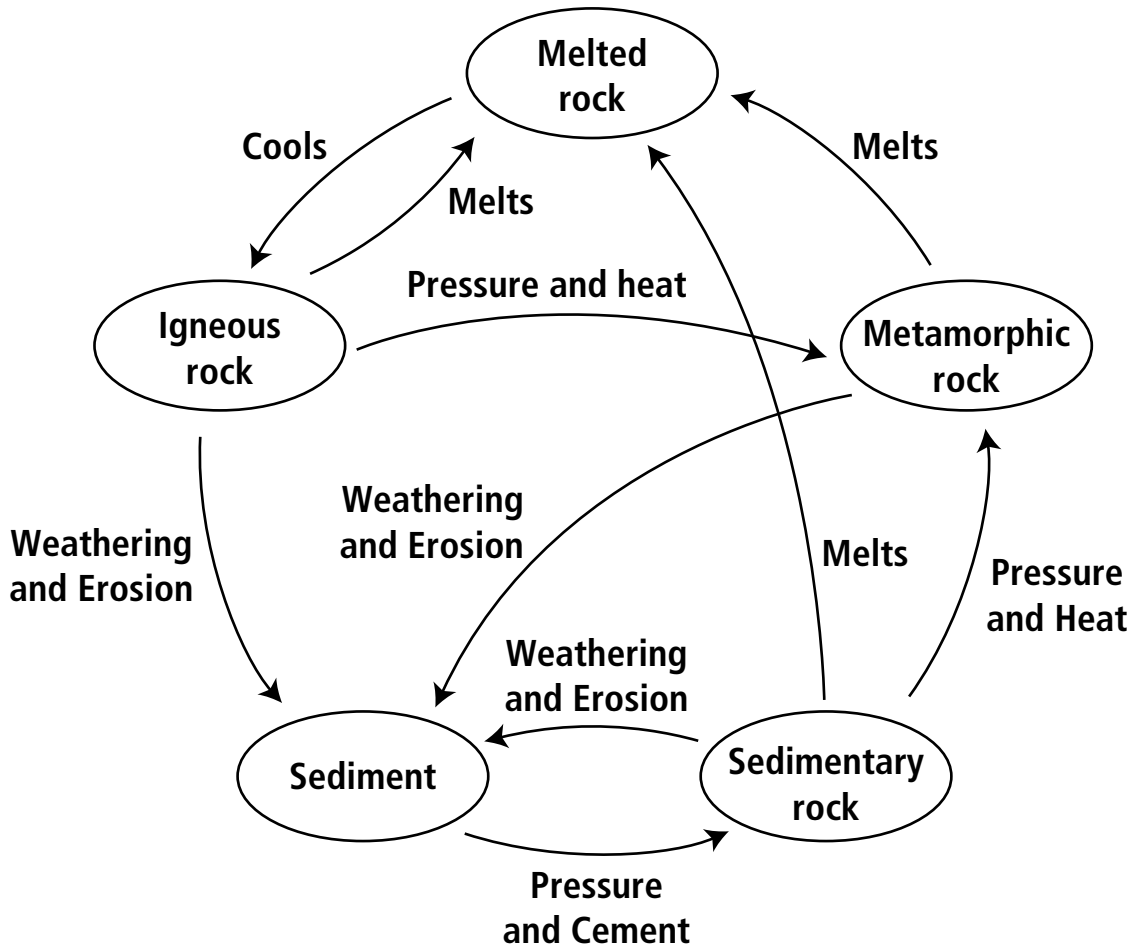 Melted
rock
Cools
Melts
Melts
Pressure and heat
Igneous
rock
Metamorphic
rock
Weathering
and Erosion
Weathering
and Erosion
Melts
Pressure
and Heat
Weathering
and Erosion
Sediment
Sedimentary
rock
Pressure
and Cement